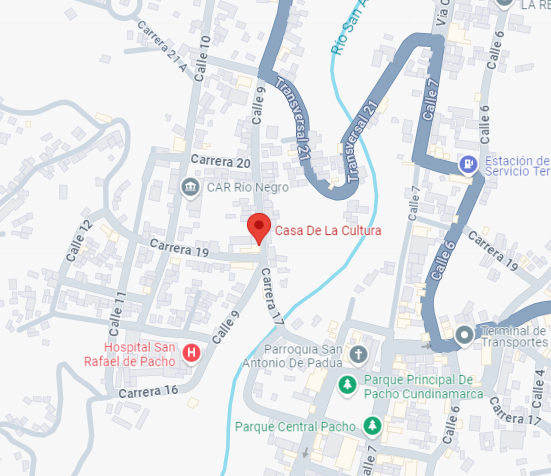 LA RE
Río San A
Vía C
Calle 6
Carrera 21 A
Calle 10
Calle 9
Transversal 21
Transversal 21
Calle 7
Calle 6
Carrera 20
Estación de
Servicio Ter
CAR Río Negro
Calle 7
Calle 12
Casa De La Cultura
Carrera 19
Carrera 19
Calle 6
Calle 11
Carrera 17
Calle 9
Terminal de
Transportes
Hospital San
Rafael de Pacho
Parroquia San
Antonio De Padua
Carrera 16
Parque Principal De
Pacho Cundinamarca
Calle 4
Carrera 17
Parque Central Pacho
Calle 6
Calle 7